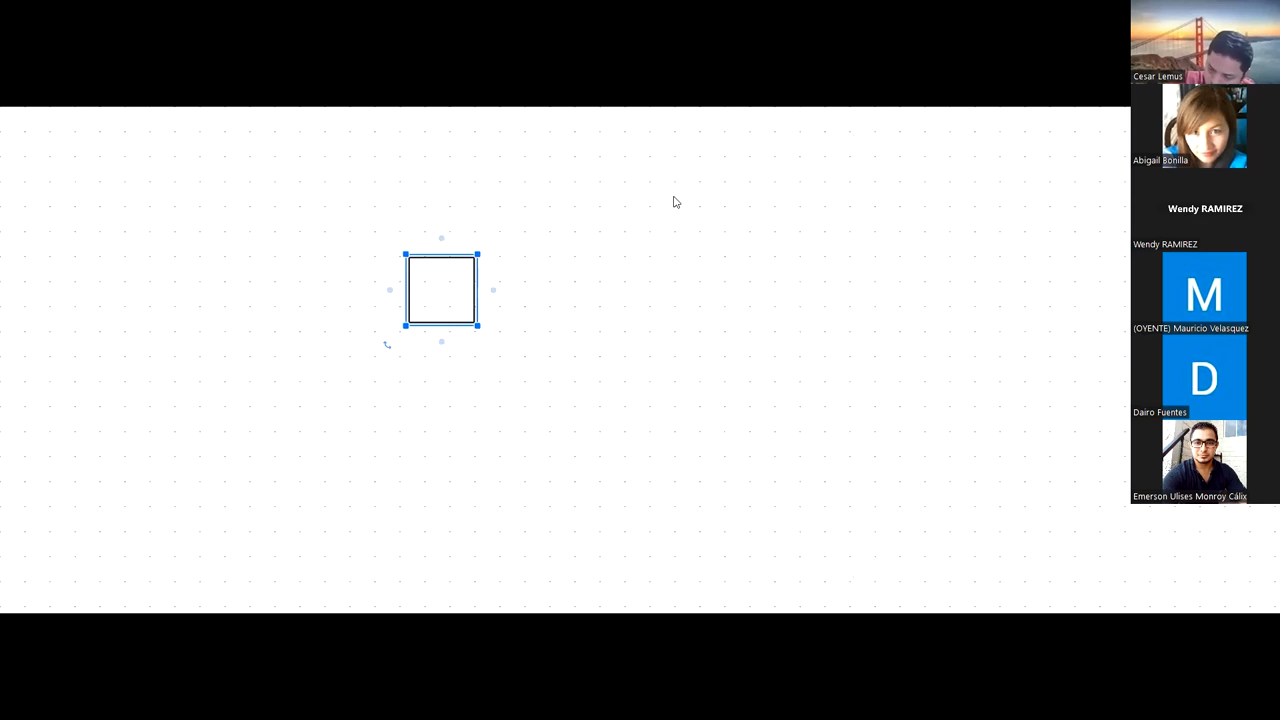 Cesar Lemus
Abigail Bonilla
Wendy RAMIREZ
Wendy RAMIREZ
M
(OYENTE) Mauricio Velasquez
D
Dairo Fuentes
Emerson Ulises Monroy Cálix